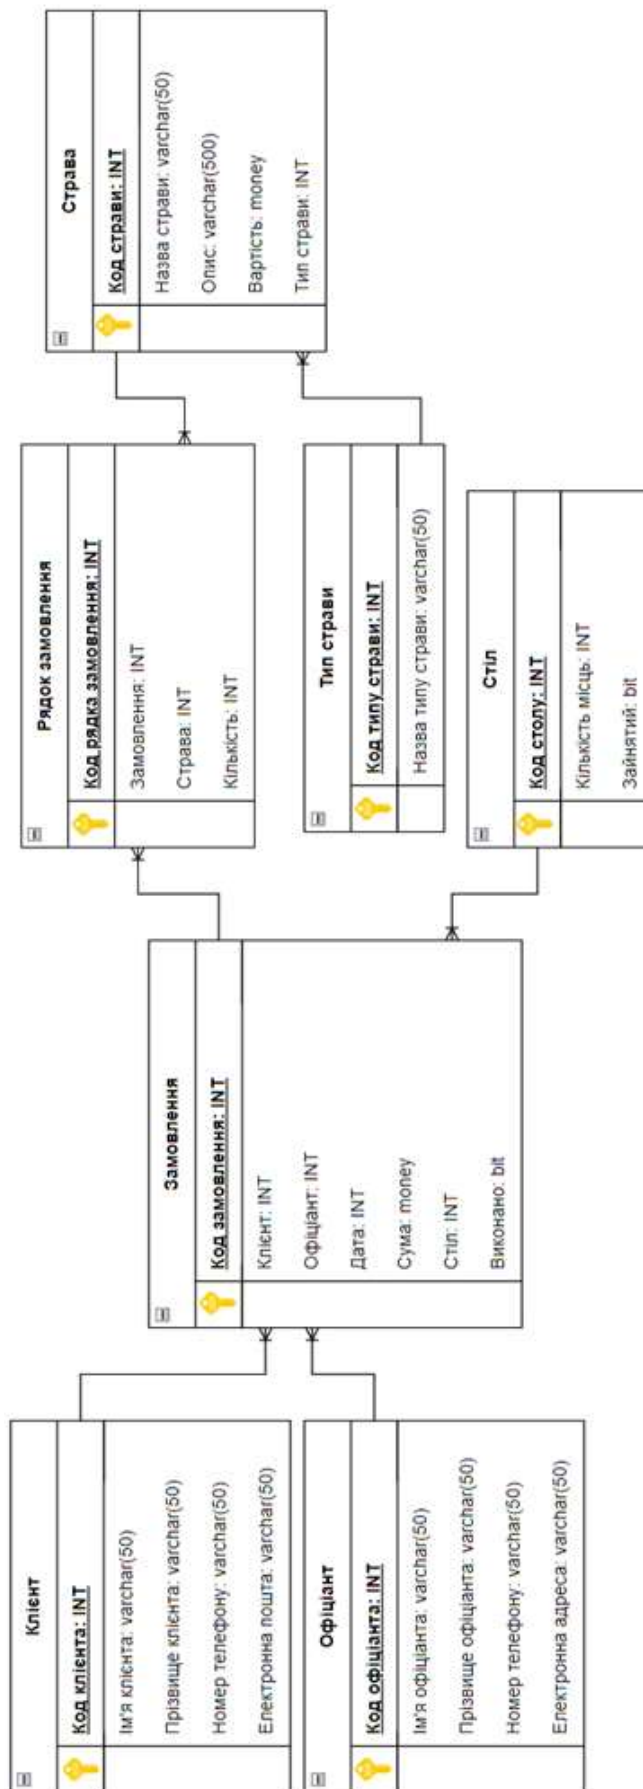 Клієнт
Код клієнта: INT
Ім'я клієнта: varchar(50)
Прізвище клієнта: varchar(50)
Номер телефону: varchar(50)
Електронна пошта: varchar(50)
Офіціант
Код офіціанта: INT
Ім'я офіціанта: varchar(50)
Прізвище офіціанта: varchar(50)
Номер телефону: varchar(50)
Електронна адреса: varchar(50)
Замовлення
Код замовлення: INT
Клієнт: INT
Офіціант: INT
Дата: INT
Сума: money
Стіл: INT
Виконано: bit
Рядок замовлення
Код рядка замовлення: INT
Замовлення: INT
Страва: INT
Кількість: INT
Тип страви
Код типу страви: INT
Назва типу страви: varchar(50)
Стіл
Код столу: INT
Кількість місць: INT
Зайнятий: bit
Страва
Код страви: INT
Назва страви: varchar(50)
Опис: varchar(500)
Вартість: money
Тип страви: INT